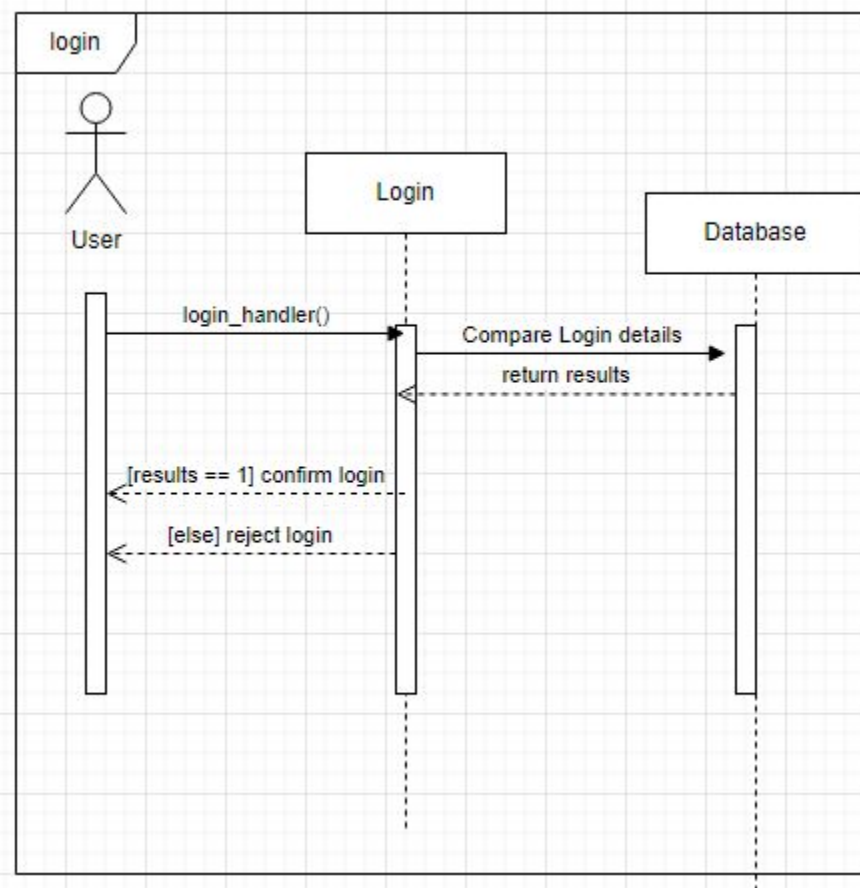 login
User
Login
Database
login_handler()
Compare Login details
return results
[results == 1] confirm login
[else] reject login